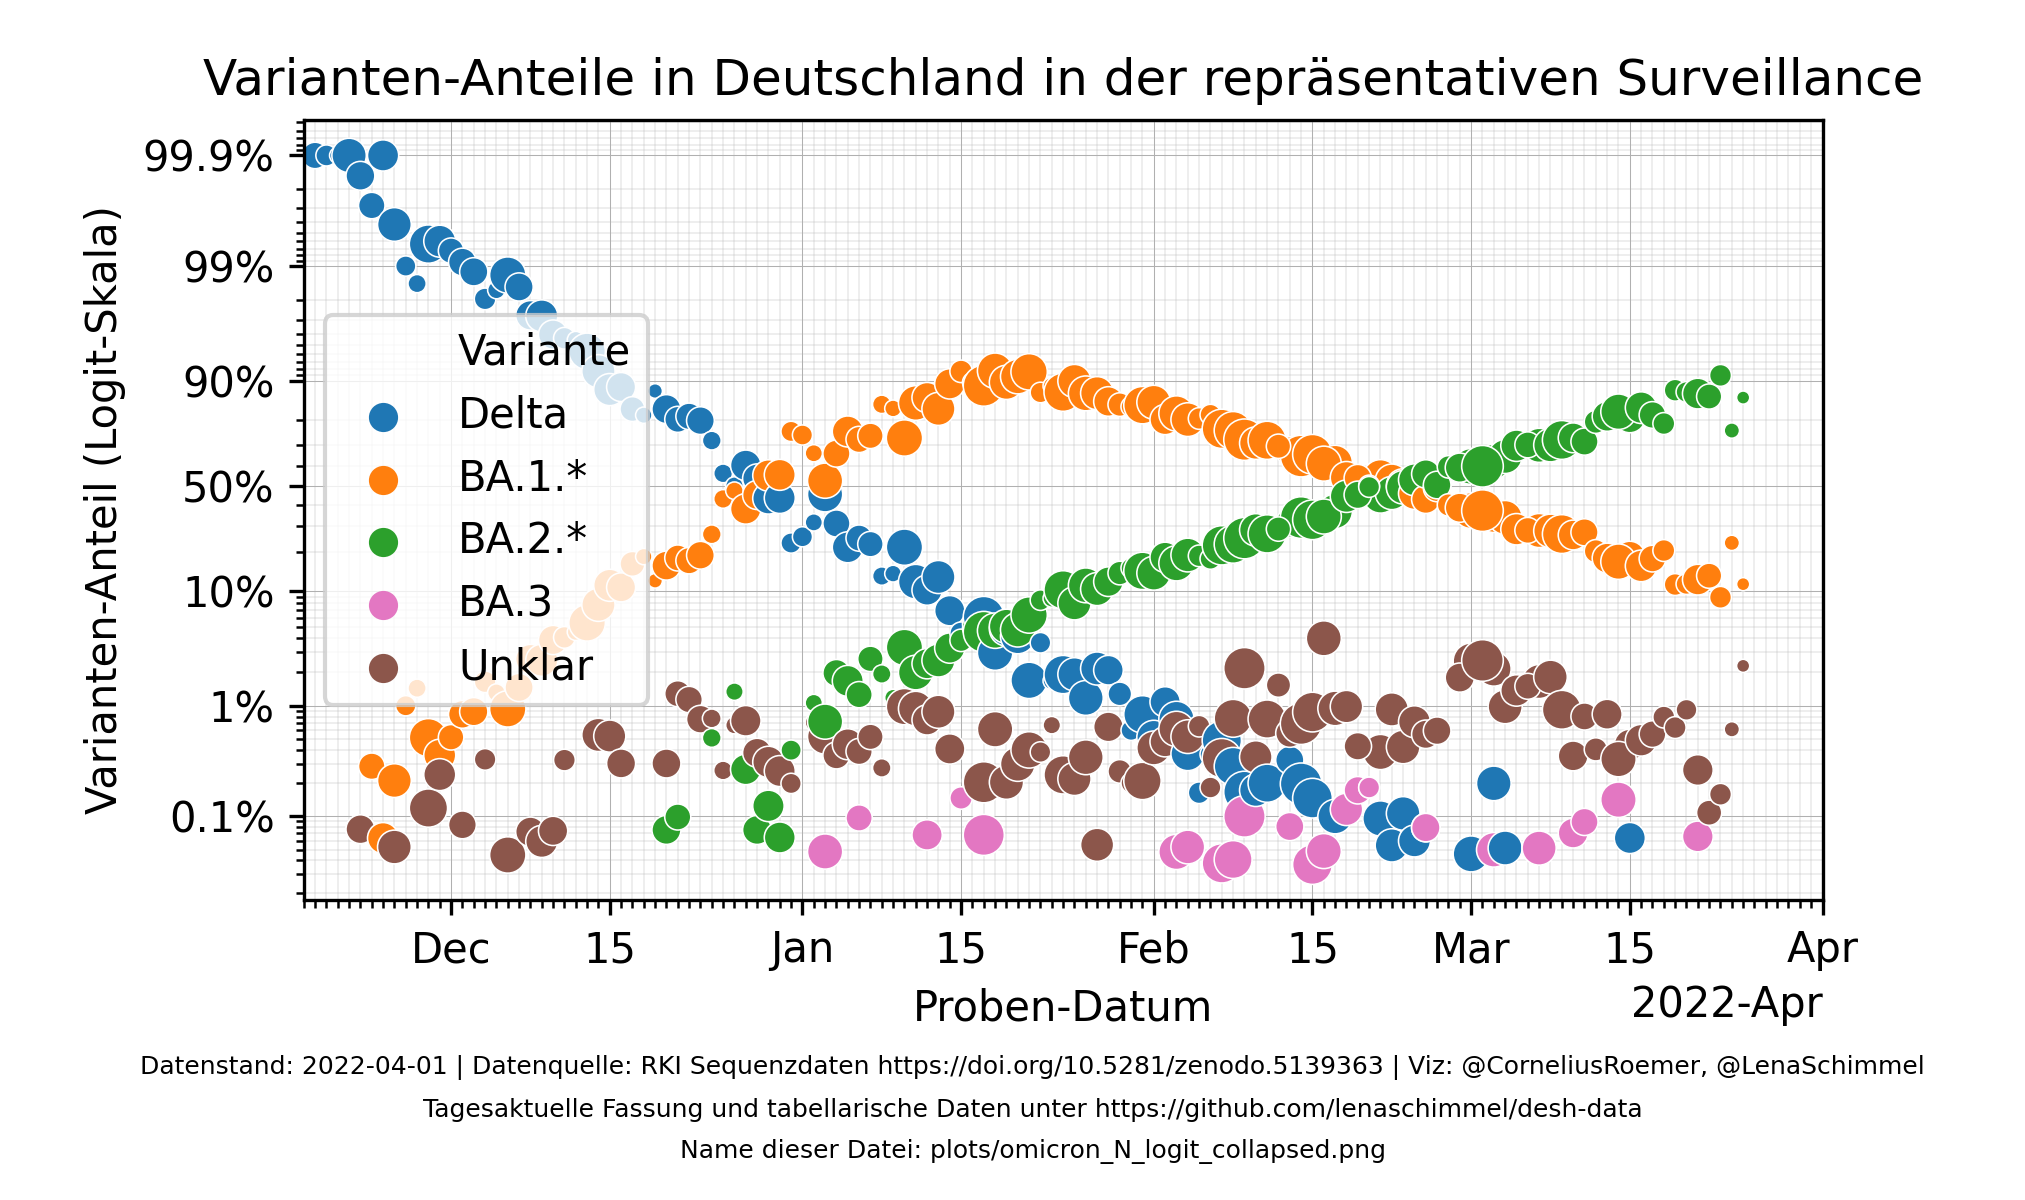 Varianten-Anteile in Deutschland in der repräsentativen Surveillance
Varianten-Anteil (Logit-Skala)
99.9%
99%
90%
50%
10%
1%
0.1%
Variante
Delta
BA.1.*
BA.2.*
BA.3
Unklar
Dec 15 Jan 15 Feb 15 Mar 15 Apr
Proben-Datum
2022-Apr
Datenstand: 2022-04-01 | Datenquelle: RKI Sequenzdaten https://doi.org/10.5281/zenodo.5139363 | Viz: @CorneliusRoemer, @LenaSchimmel
Tagesaktuelle Fassung und tabellarische Daten unter https://github.com/lenaschimmel/desh-data
Name dieser Datei: plots/omicron_N_logit_collapsed.png